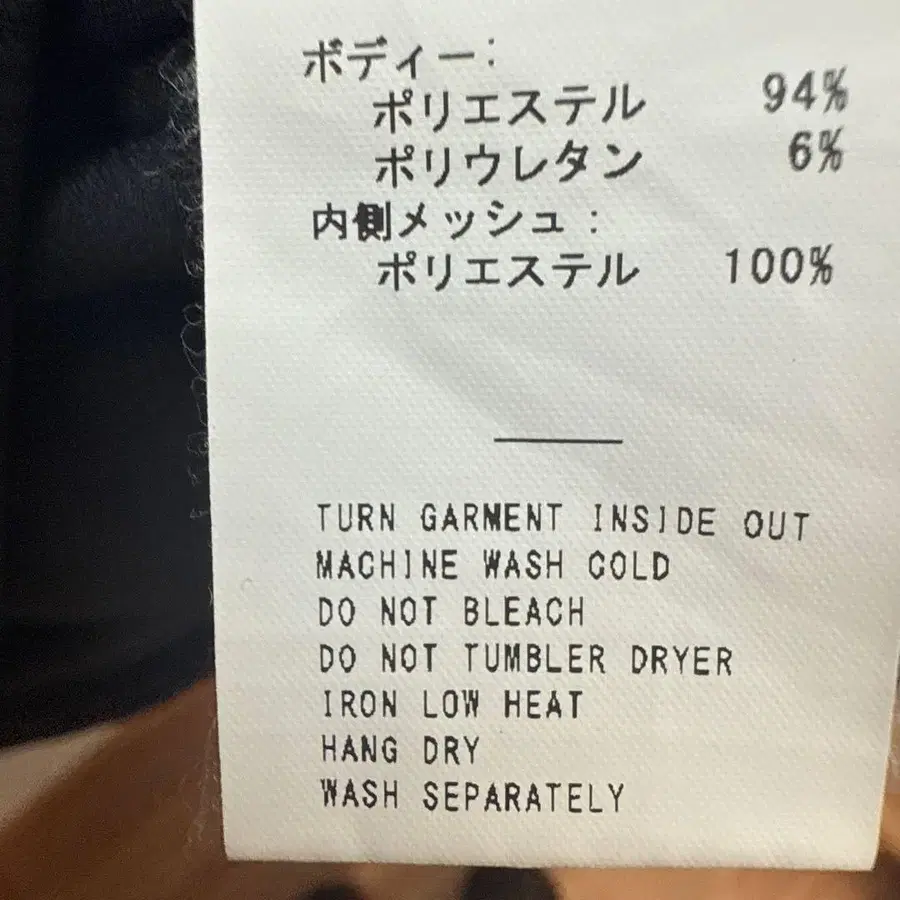 ボディー:
ポリエステル 94%
ポリウレタン 6%
内側メッシュ:
ポリエステル 100%
TURN GARMENT INSIDE OUT
MACHINE WASH COLD
DO NOT BLEACH
DO NOT TUMBLER DRYER
IRON LOW HEAT
HANG DRY
WASH SEPARATELY